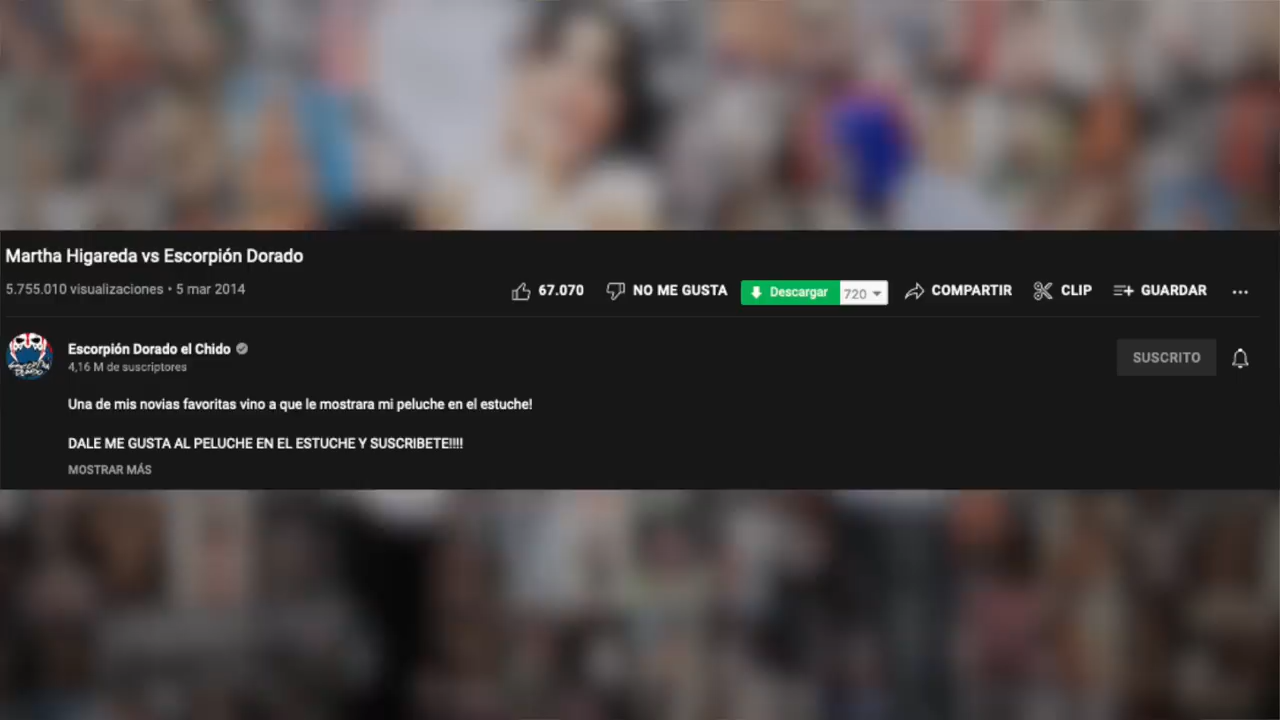 Martha Higareda vs Escorpión Dorado
5.755.010 visualizaciones • 5 mar 2014
67.070 NO ME GUSTA Descargar 720 COMPARTIR CLIP GUARDAR
Escorpión Dorado el Chido
4,16 M de suscriptores
SUSCRITO
Una de mis novias favoritas vino a que le mostrara mi peluche en el estuche!
DALE ME GUSTA AL PELUCHE EN EL ESTUCHE Y SUSCRIBETE!!!!
MOSTRAR MÁS